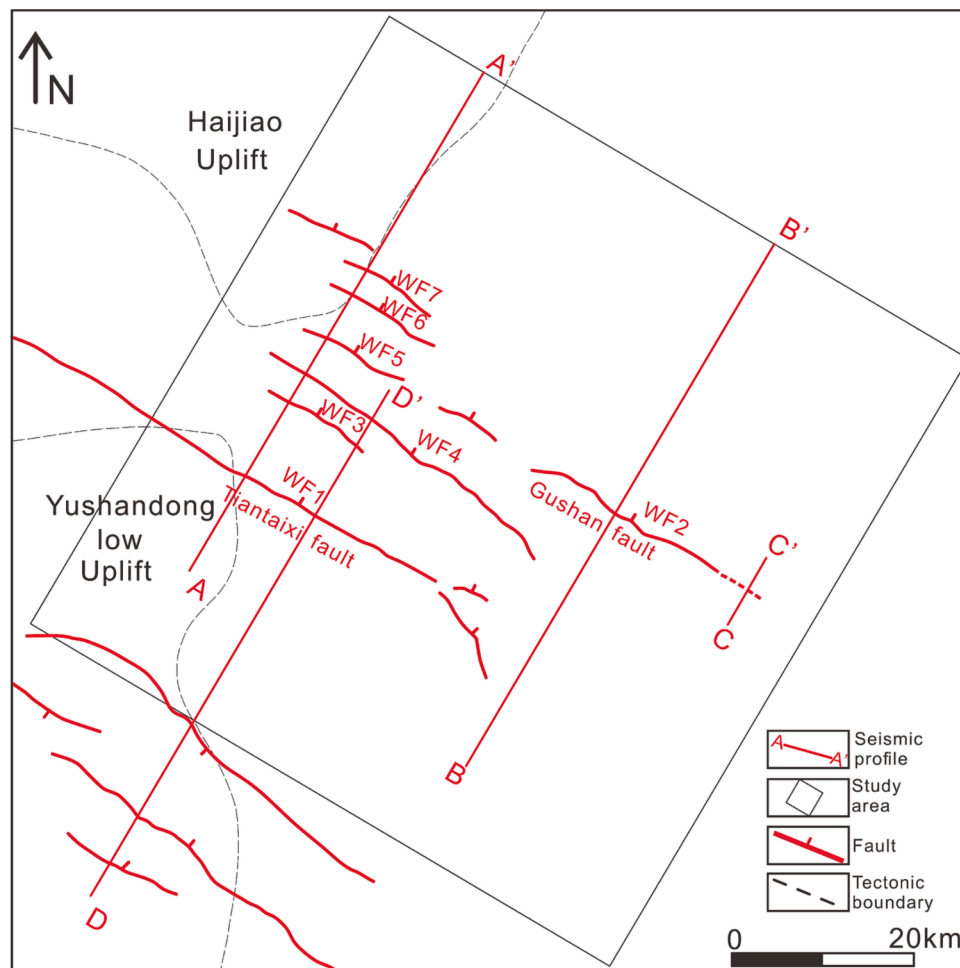 N
Haijiao
Uplift
A’
B’
WF7
WF6
WF5
D’
WF3
WF4
WF1
Tiantaixi fault
Yushandong
low
Uplift
A
WF2
Gushan fault
C’
C
B
D
A
A’
Seismic
profile
Study
area
Fault
Tectonic
boundary
0
20km